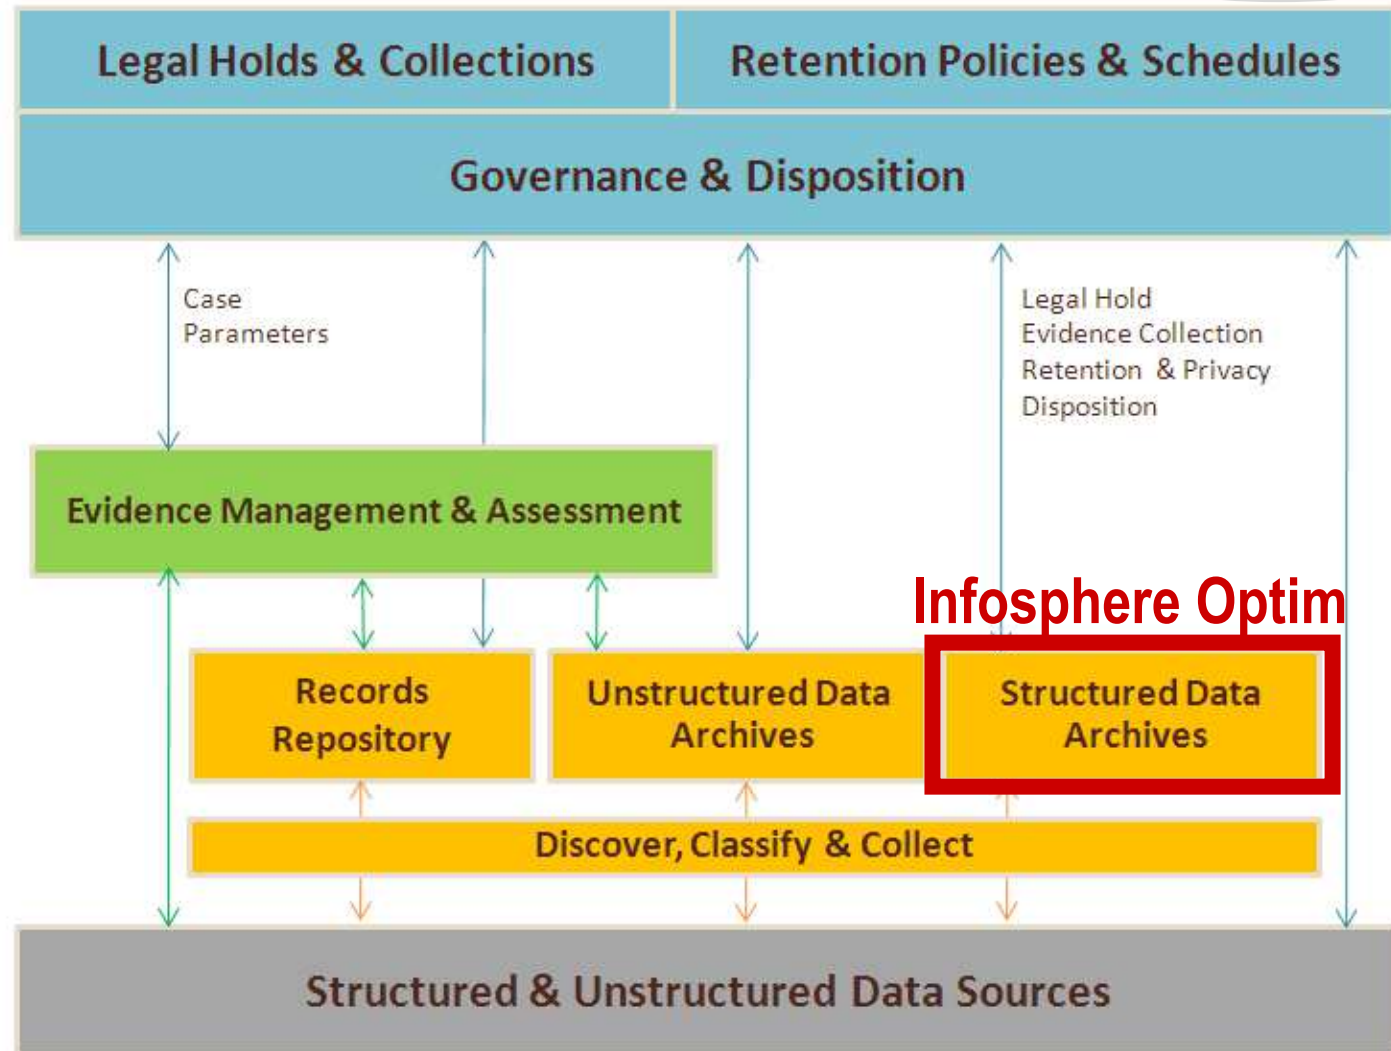 Legal Holds & Collections
Retention Policies & Schedules
Governance & Disposition
Case
Parameters
Legal Hold
Evidence Collection
Retention & Privacy
Disposition
Evidence Management & Assessment
Infosphere Optim
Records
Repository
Unstructured Data
Archives
Structured Data
Archives
Discover, Classify & Collect
Structured & Unstructured Data Sources